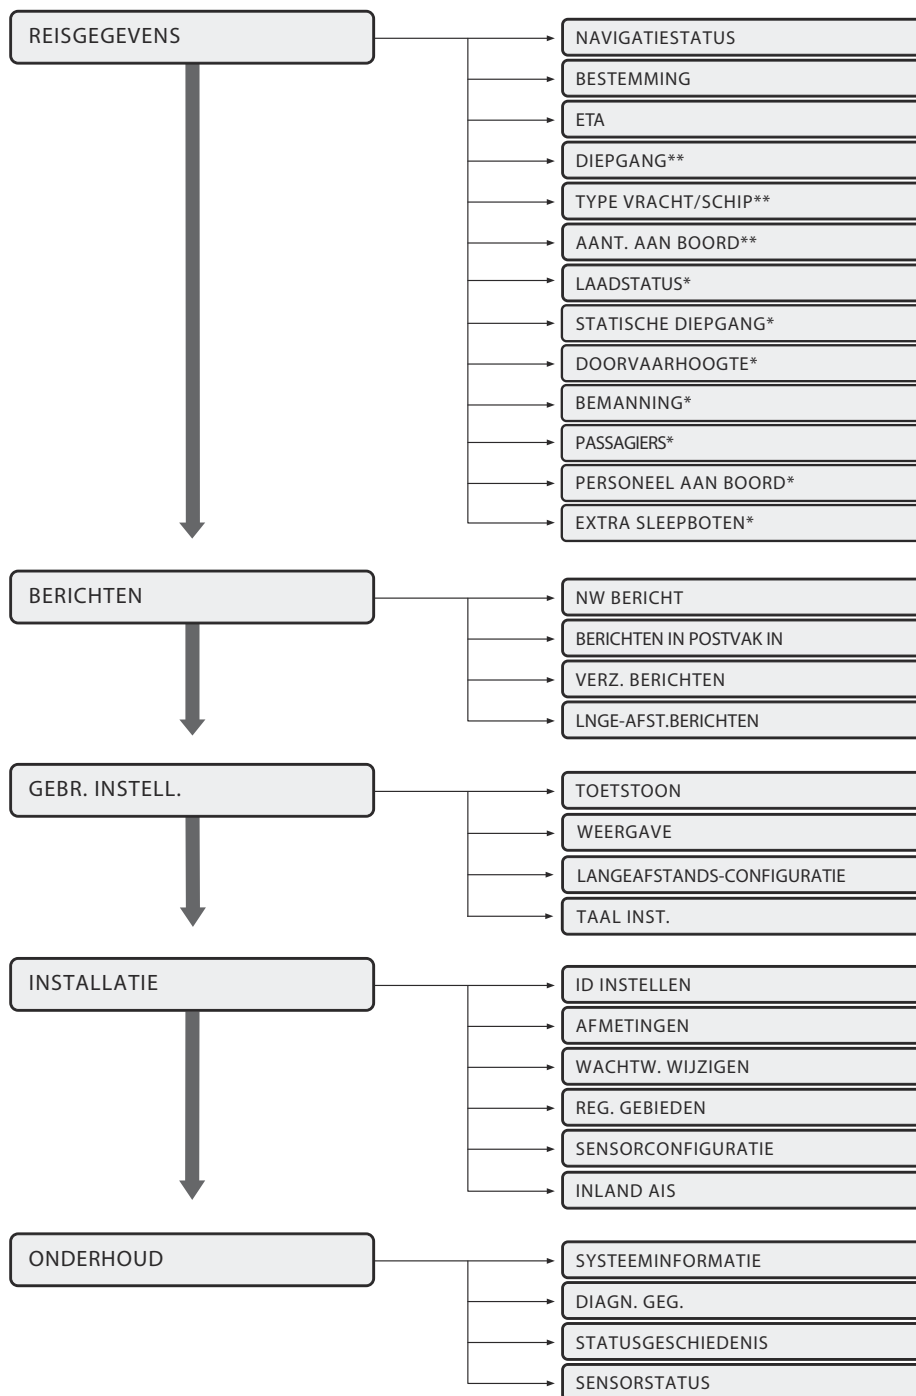 REISGEGEVENS
NAVIGATIESTATUS
BESTEMMING
ETA
DIEPGANG**
TYPE VRACHT/SCHIP**
AANT. AAN BOORD**
LAADSTATUS*
STATISCHE DIEPGANG*
DOORVAARHOOGTE*
BEMANNING*
PASSAGIERS*
PERSONEEL AAN BOORD*
EXTRA SLEEPBOTEN*
BERICHTEN
NW BERICHT
BERICHTEN IN POSTVAK IN
VERZ. BERICHTEN
LNGE-AFST.BERICHTEN
GEBR. INSTELL.
TOETSTOON
WEERGAVE
LANGEAFSTANDS-CONFIGURATIE
TAAL INST.
INSTALLATIE
ID INSTELLEN
AFMETINGEN
WACHTW. WIJZIGEN
REG. GEBIEDEN
SENSORCONFIGURATIE
INLAND AIS
ONDERHOUD
SYSTEEMINFORMATIE
DIAGN. GEG.
STATUSGESCHIEDENIS
SENSORSTATUS